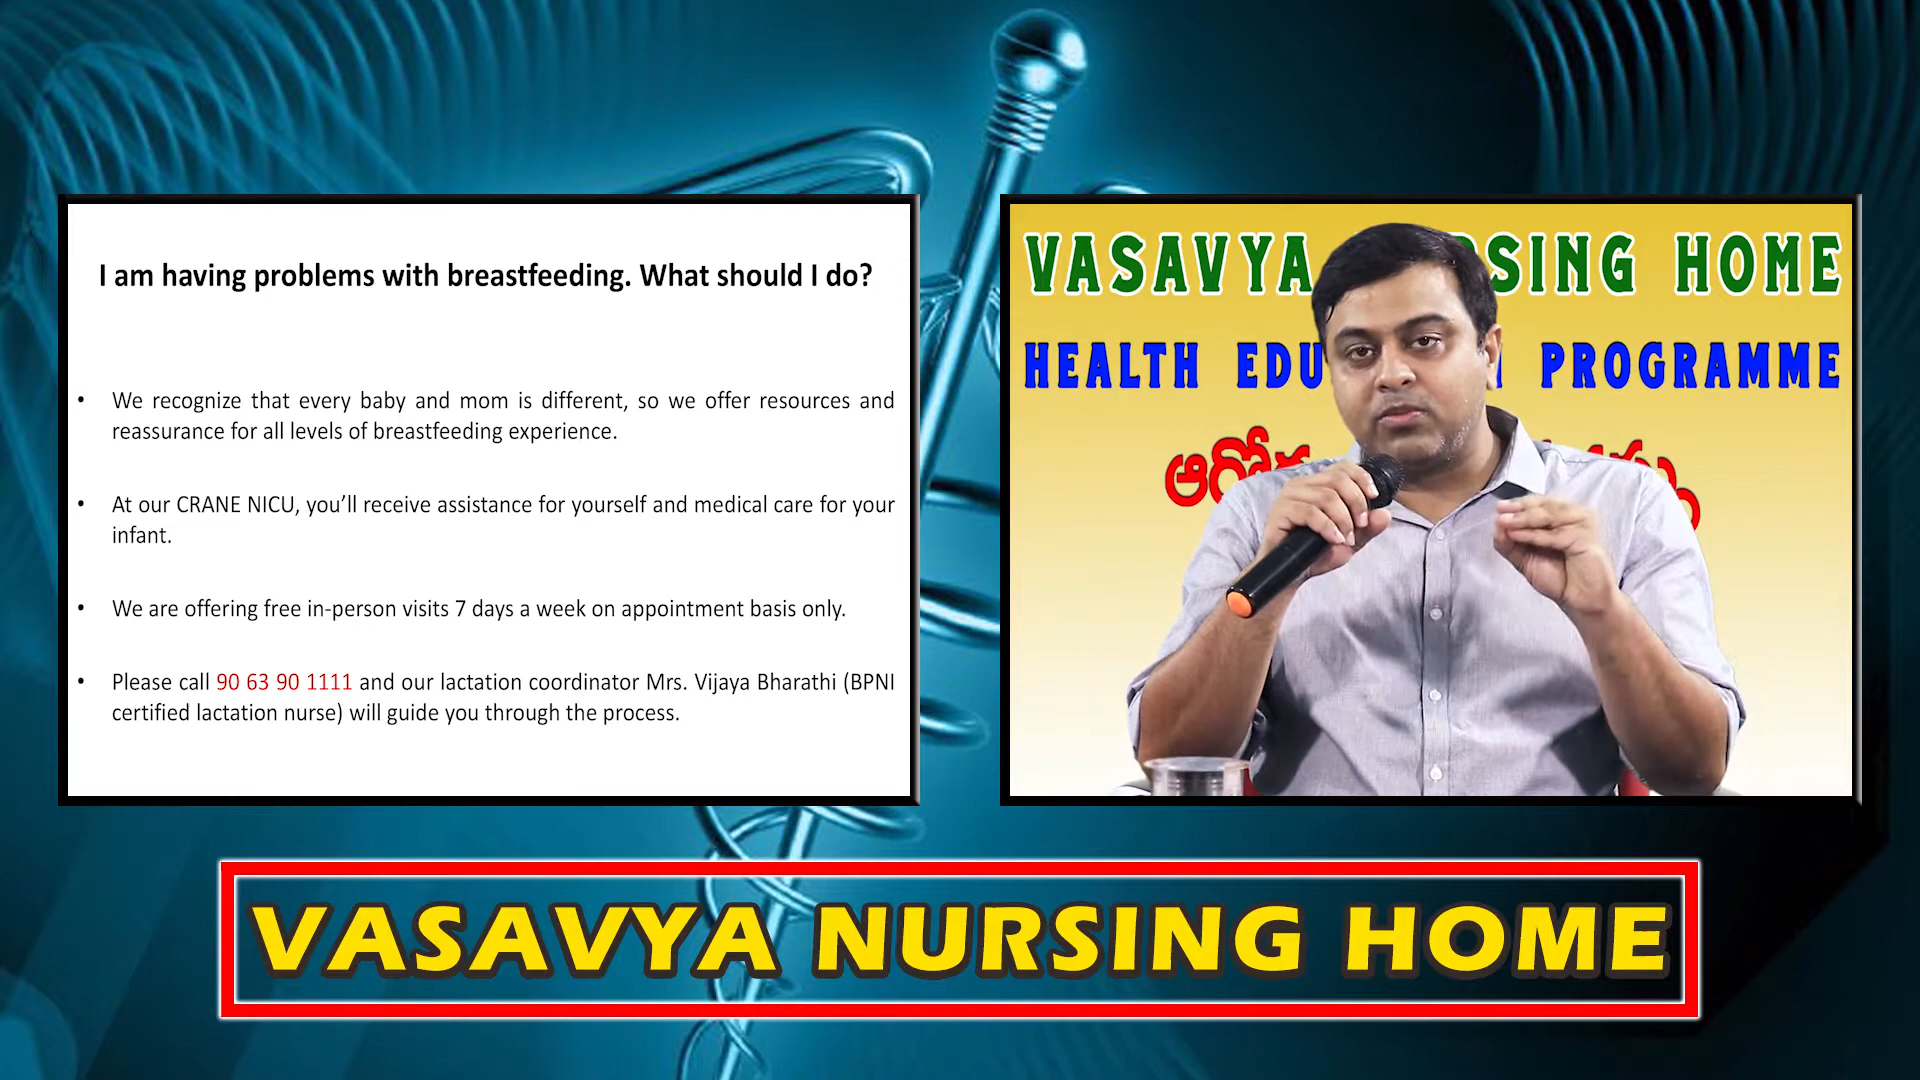 I am having problems with breastfeeding. What should I do?
• We recognize that every baby and mom is different, so we offer resources and
reassurance for all levels of breastfeeding experience.
• At our CRANE NICU, you’ll receive assistance for yourself and medical care for your
infant.
• We are offering free in-person visits 7 days a week on appointment basis only.
• Please call 90 63 90 1111 and our lactation coordinator Mrs. Vijaya Bharathi (BPNI
certified lactation nurse) will guide you through the process.
VASAVYA HOME
HEALTH PROGRAMME
VASAVYA NURSING HOME